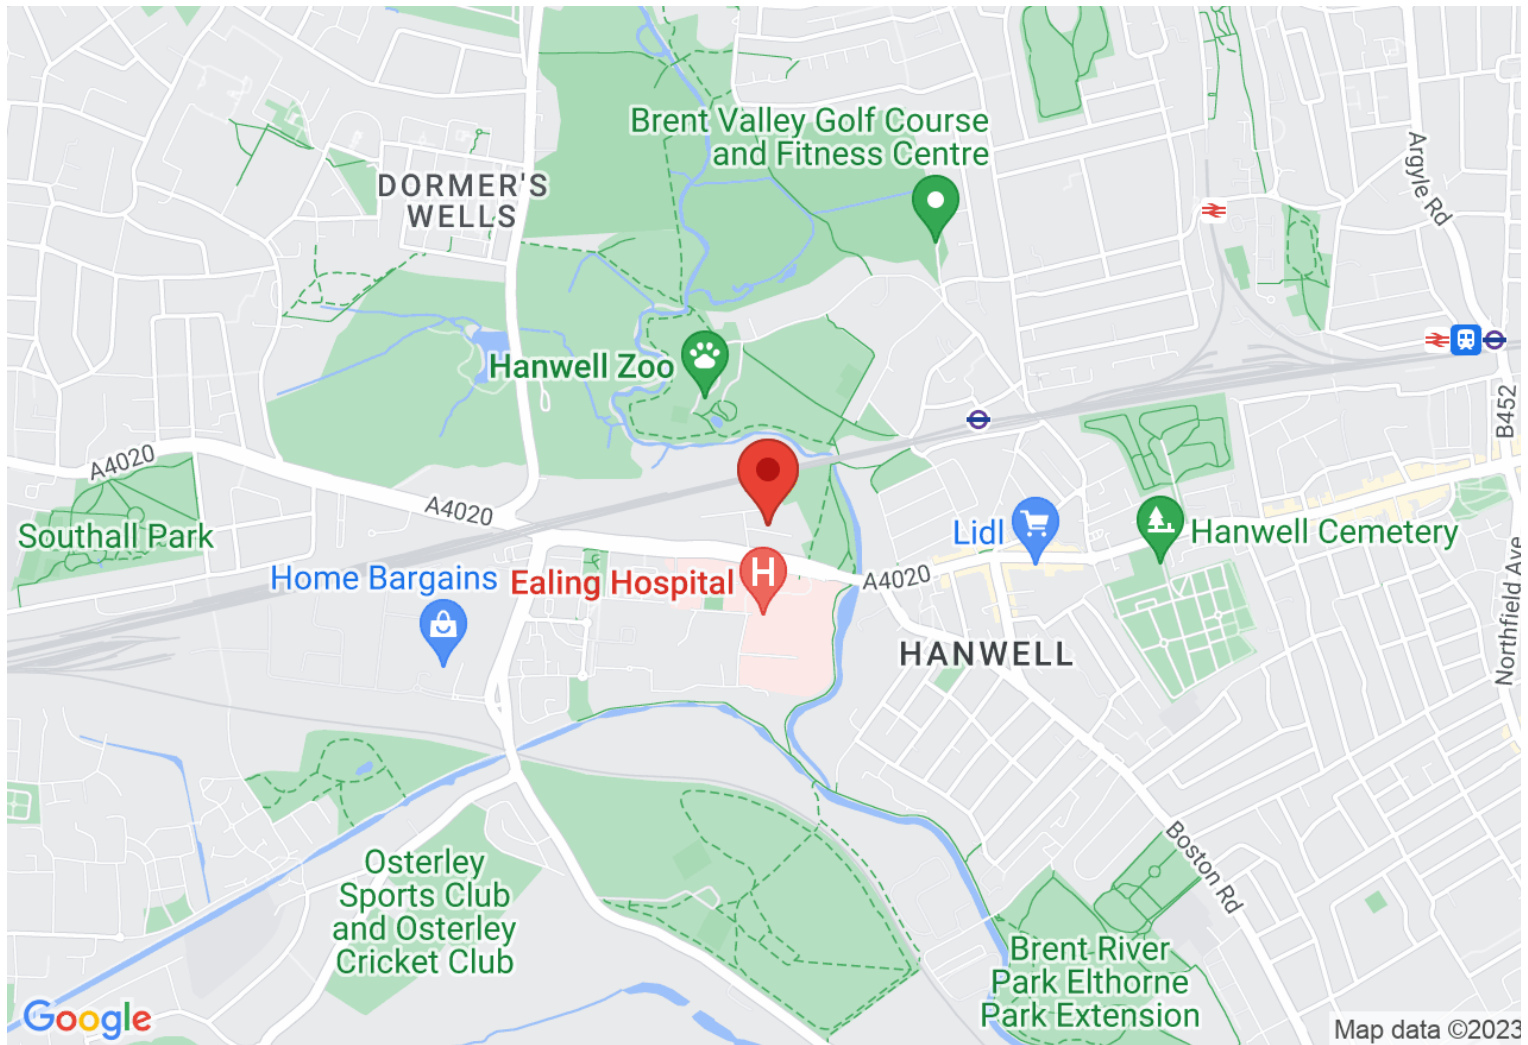 Brent Valley Golf Course
and Fitness Centre
Argyle Rd
DORMER'S
WELLS
Hanwell Zoo
B452
A4020
A4020
Southall Park
Lidl
Hanwell Cemetery
Home Bargains
Ealing Hospital
H
A4020
Northfield Ave
HANWELL
Boston Rd
Osterley
Sports Club
and Osterley
Cricket Club
Brent River
Park Elthorne
Park Extension
Google
Map data ©2023